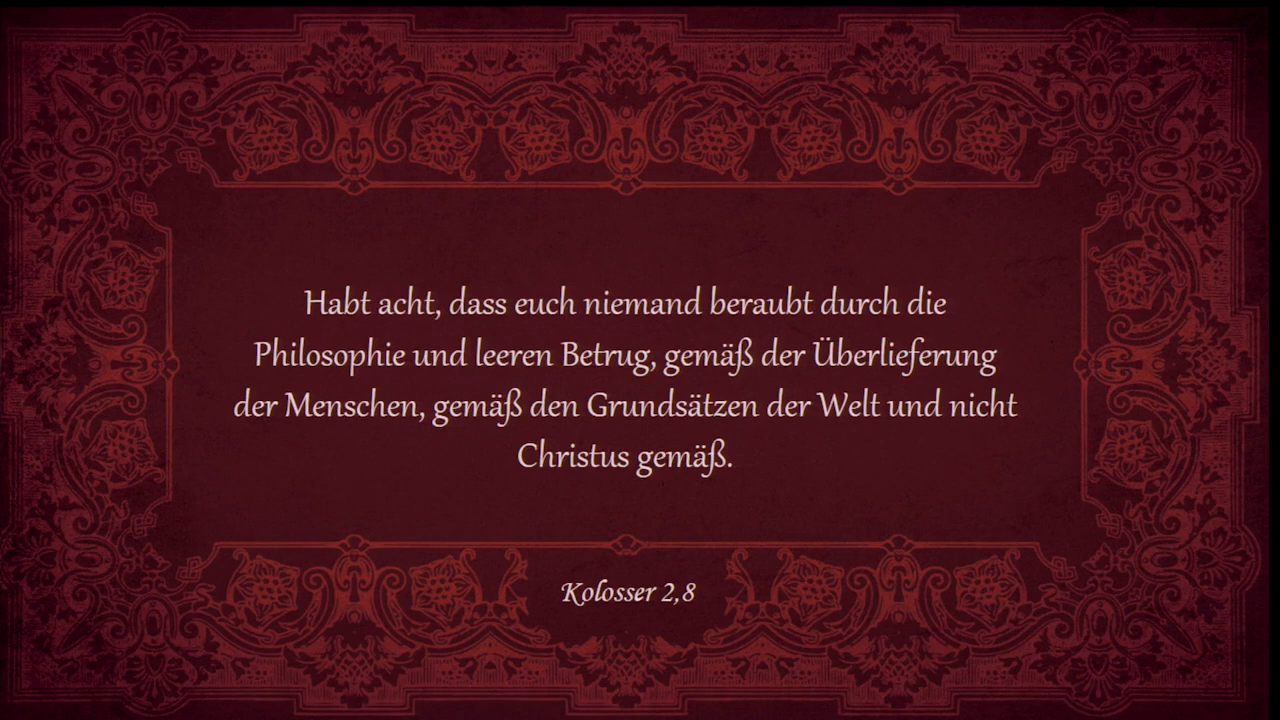 Habt acht, dass euch niemand beraubt durch die
Philosophie und leeren Betrug, gemäß der Überlieferung
der Menschen, gemäß den Grundsätzen der Welt und nicht
Christus gemäß.
Kolosser 2,8